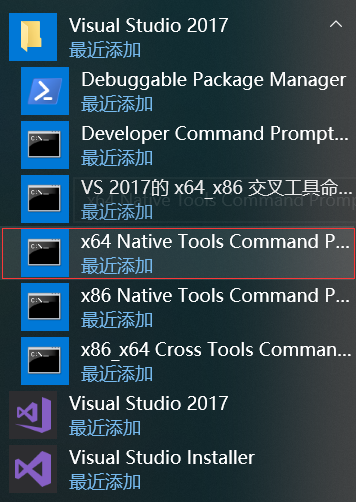 Visual Studio 2017
最近添加
Debuggable Package Manager
最近添加
Developer Command Prompt...
最近添加
VS 2017的 x64_x86 交叉工具命...
最近添加
x64 Native Tools Command P...
最近添加
x86 Native Tools Command P...
最近添加
x86_x64 Cross Tools Comman...
最近添加
Visual Studio 2017
最近添加
Visual Studio Installer
最近添加